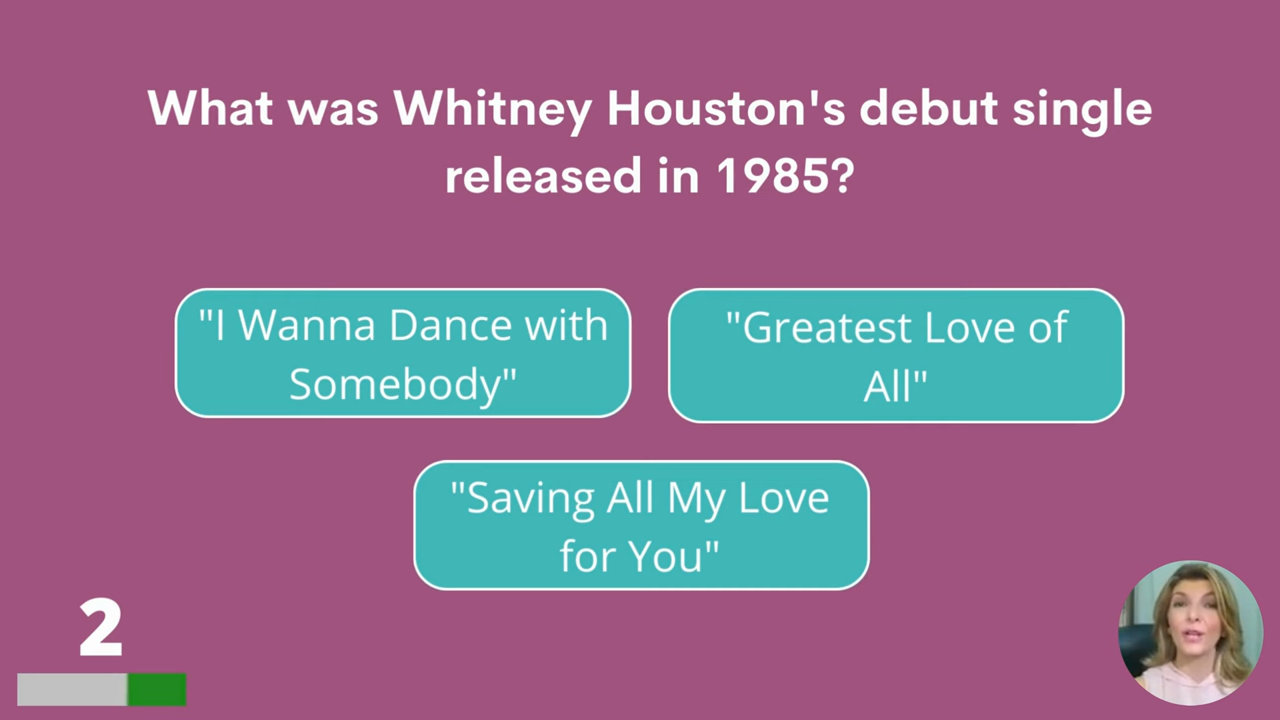 What was Whitney Houston's debut single
released in 1985?
"I Wanna Dance with
Somebody"
"Greatest Love of
All"
"Saving All My Love
for You"
2